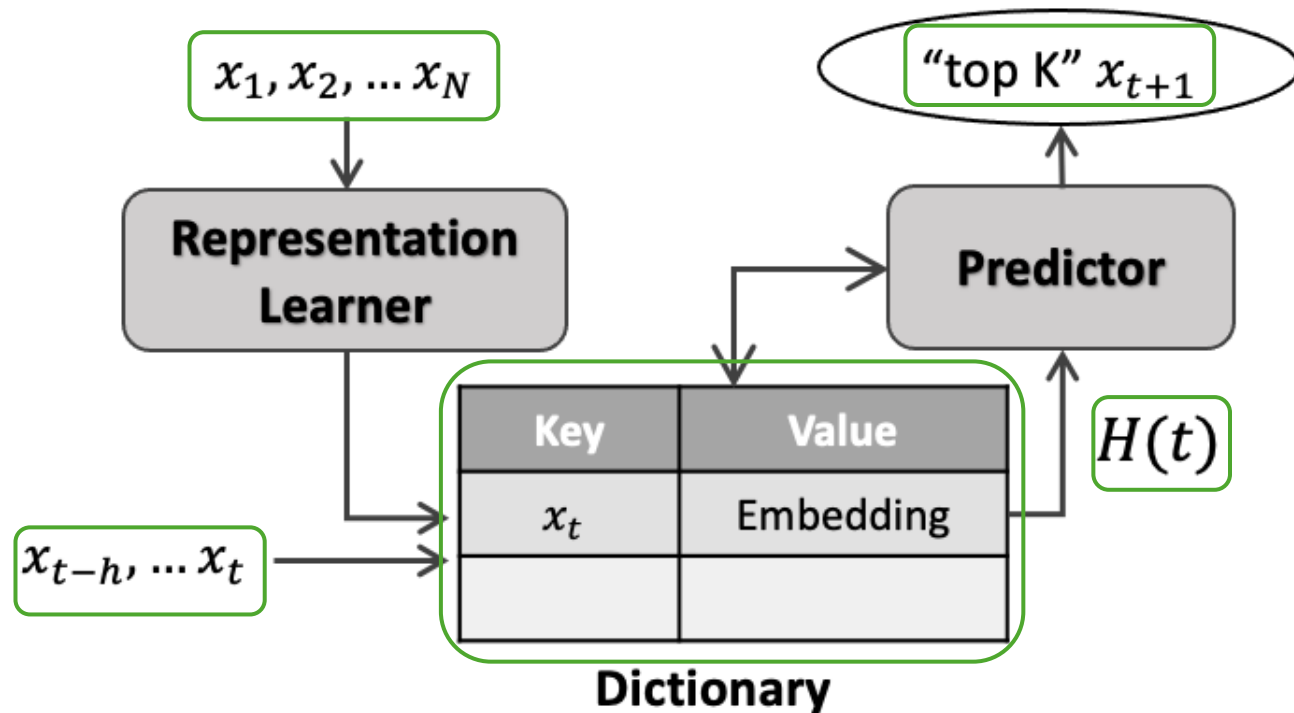 x₁, x₂, … x_N
"top K" x_{t+1}
Representation
Learner
Predictor
Key Value
H(t)
x_t Embedding
x_{t−h}, … x_t
Dictionary